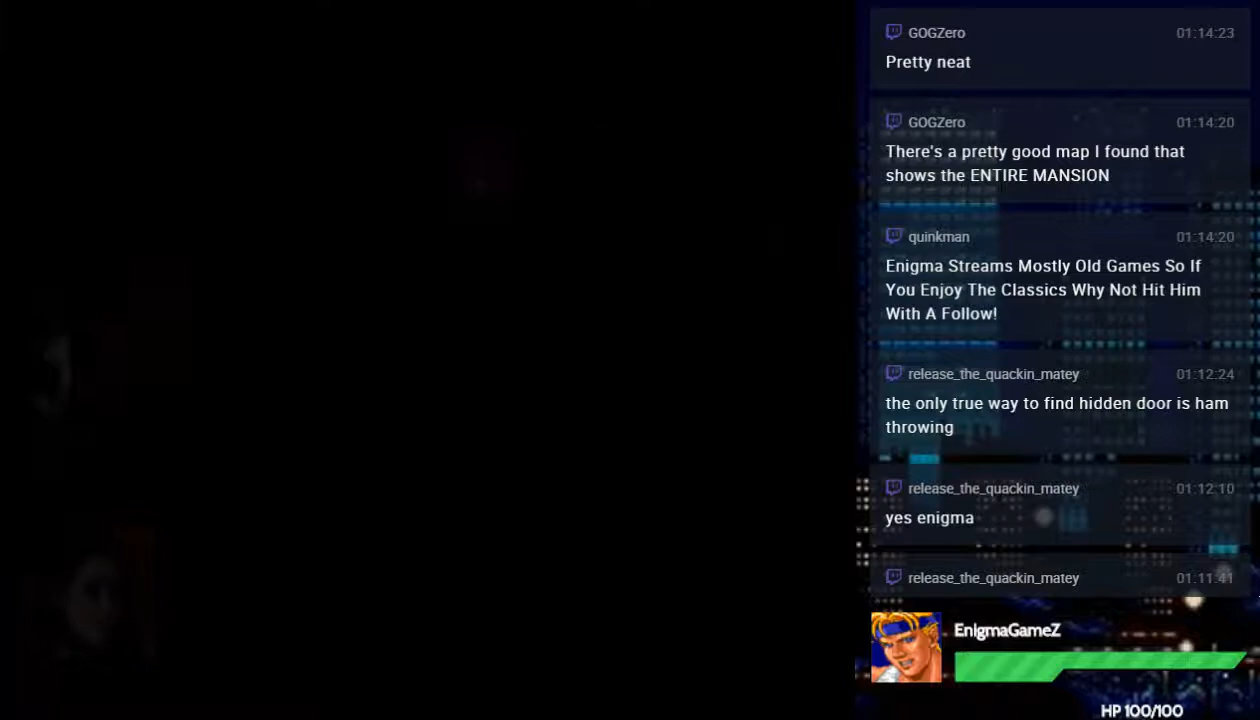 GOGZero 01:14:23
Pretty neat
GOGZero 01:14:20
There's a pretty good map I found that
shows the ENTIRE MANSION
quinkman 01:14:20
Enigma Streams Mostly Old Games So If
You Enjoy The Classics Why Not Hit Him
With A Follow!
release_the_quackin_matey 01:12:24
the only true way to find hidden door is ham
throwing
release_the_quackin_matey 01:12:10
yes enigma
release_the_quackin_matey 01:11:41
EnigmaGameZ
HP 100/100